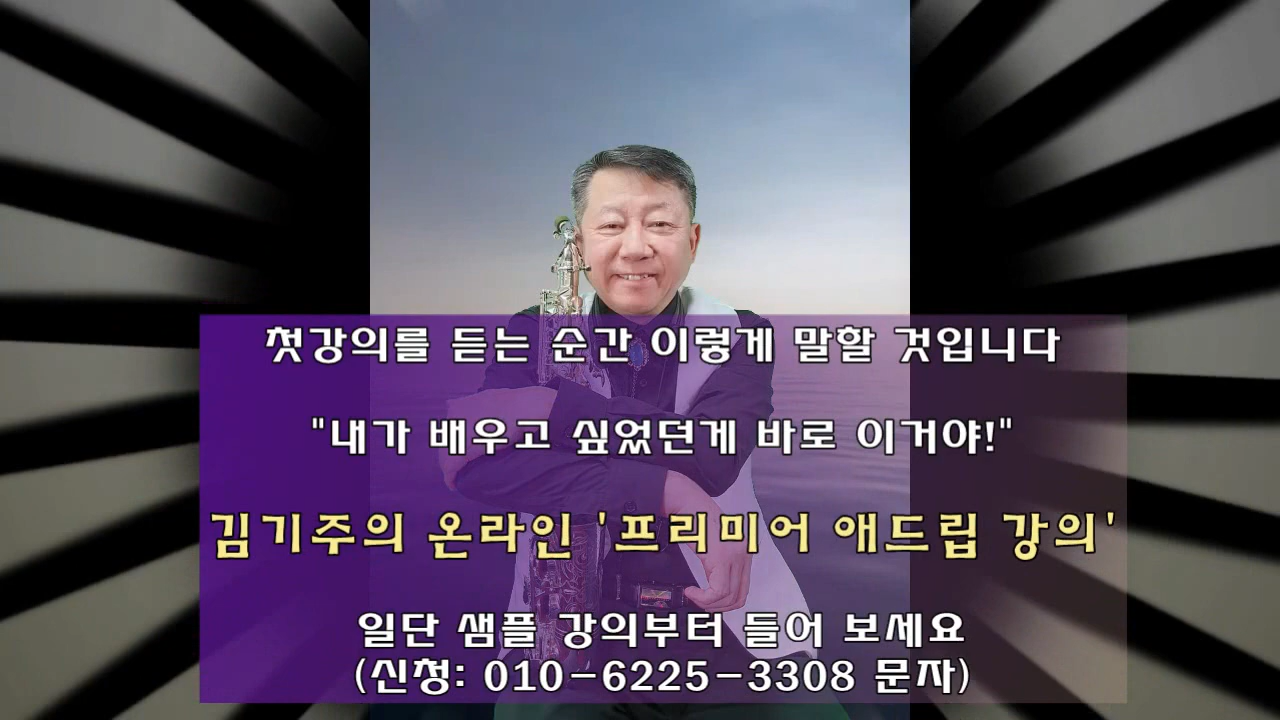 첫강의를 듣는 순간 이렇게 말할 것입니다
"내가 배우고 싶었던게 바로 이거야!"
김기주의 온라인 '프리미어 애드립 강의'
일단 샘플 강의부터 들어 보세요
(신청: 010-6225-3308 문자)